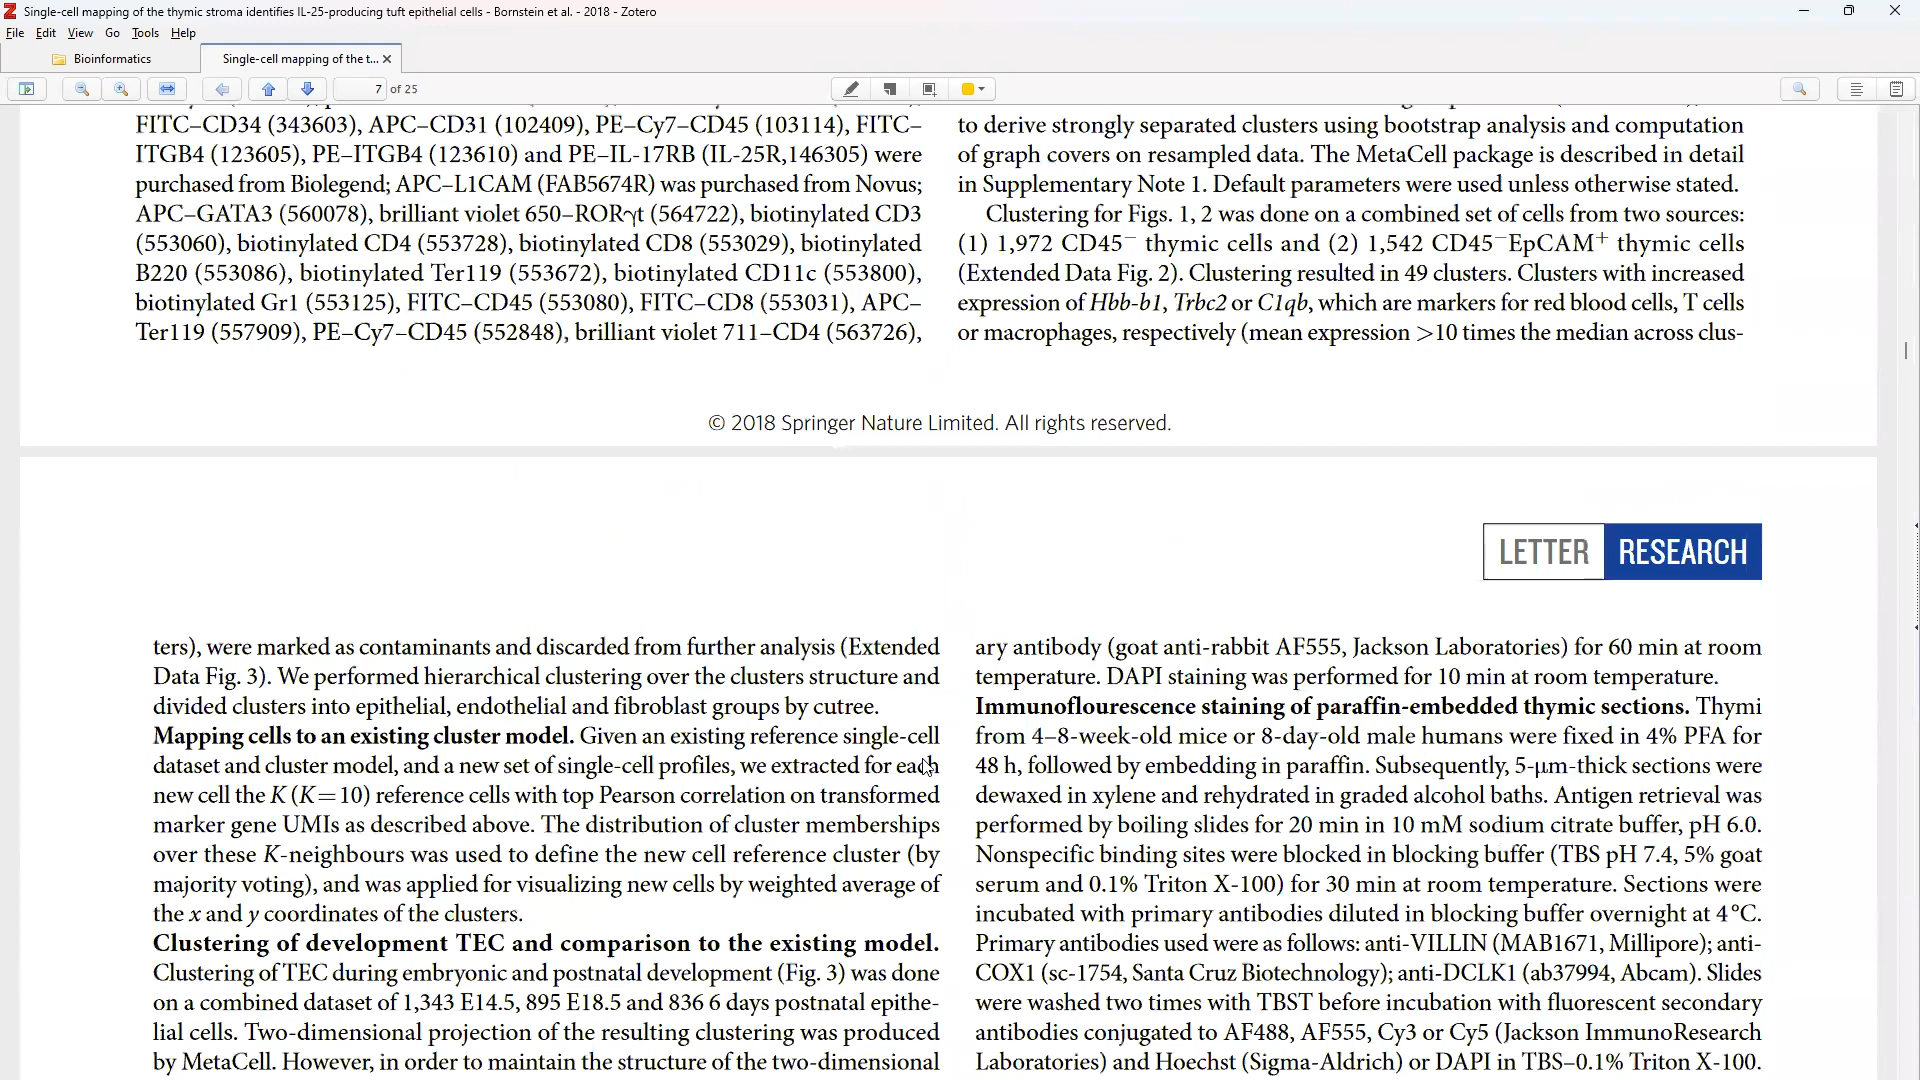 Single-cell mapping of the thymic stroma identifies IL-25-producing tuft epithelial cells - Bornstein et al. - 2018 - Zotero
File Edit View Go Tools Help
Bioinformatics
Single-cell mapping of the t...
7 of 25
FITC–CD34 (343603), APC–CD31 (102409), PE–Cy7–CD45 (103114), FITC–
ITGB4 (123605), PE–ITGB4 (123610) and PE–IL-17RB (IL-25R,146305) were
purchased from Biolegend; APC–L1CAM (FAB5674R) was purchased from Novus;
APC–GATA3 (560078), brilliant violet 650–RORγt (564722), biotinylated CD3
(553060), biotinylated CD4 (553728), biotinylated CD8 (553029), biotinylated
B220 (553086), biotinylated Ter119 (553672), biotinylated CD11c (553800),
biotinylated Gr1 (553125), FITC–CD45 (553080), FITC–CD8 (553031), APC–
Ter119 (557909), PE–Cy7–CD45 (552848), brilliant violet 711–CD4 (563726),
to derive strongly separated clusters using bootstrap analysis and computation
of graph covers on resampled data. The MetaCell package is described in detail
in Supplementary Note 1. Default parameters were used unless otherwise stated.
Clustering for Figs. 1, 2 was done on a combined set of cells from two sources:
(1) 1,972 CD45− thymic cells and (2) 1,542 CD45−EpCAM+ thymic cells
(Extended Data Fig. 2). Clustering resulted in 49 clusters. Clusters with increased
expression of Hbb-b1, Trbc2 or C1qb, which are markers for red blood cells, T cells
or macrophages, respectively (mean expression >10 times the median across clus-
© 2018 Springer Nature Limited. All rights reserved.
LETTER RESEARCH
ters), were marked as contaminants and discarded from further analysis (Extended
Data Fig. 3). We performed hierarchical clustering over the clusters structure and
divided clusters into epithelial, endothelial and fibroblast groups by cutree.
Mapping cells to an existing cluster model. Given an existing reference single-cell
dataset and cluster model, and a new set of single-cell profiles, we extracted for each
new cell the K (K=10) reference cells with top Pearson correlation on transformed
marker gene UMIs as described above. The distribution of cluster memberships
over these K-neighbours was used to define the new cell reference cluster (by
majority voting), and was applied for visualizing new cells by weighted average of
the x and y coordinates of the clusters.
Clustering of development TEC and comparison to the existing model.
Clustering of TEC during embryonic and postnatal development (Fig. 3) was done
on a combined dataset of 1,343 E14.5, 895 E18.5 and 836 6 days postnatal epithe-
lial cells. Two-dimensional projection of the resulting clustering was produced
by MetaCell. However, in order to maintain the structure of the two-dimensional
ary antibody (goat anti-rabbit AF555, Jackson Laboratories) for 60 min at room
temperature. DAPI staining was performed for 10 min at room temperature.
Immunoflourescence staining of paraffin-embedded thymic sections. Thymi
from 4–8-week-old mice or 8-day-old male humans were fixed in 4% PFA for
48 h, followed by embedding in paraffin. Subsequently, 5-μm-thick sections were
dewaxed in xylene and rehydrated in graded alcohol baths. Antigen retrieval was
performed by boiling slides for 20 min in 10 mM sodium citrate buffer, pH 6.0.
Nonspecific binding sites were blocked in blocking buffer (TBS pH 7.4, 5% goat
serum and 0.1% Triton X-100) for 30 min at room temperature. Sections were
incubated with primary antibodies diluted in blocking buffer overnight at 4 °C.
Primary antibodies used were as follows: anti-VILLIN (MAB1671, Millipore); anti-
COX1 (sc-1754, Santa Cruz Biotechnology); anti-DCLK1 (ab37994, Abcam). Slides
were washed two times with TBST before incubation with fluorescent secondary
antibodies conjugated to AF488, AF555, Cy3 or Cy5 (Jackson ImmunoResearch
Laboratories) and Hoechst (Sigma-Aldrich) or DAPI in TBS–0.1% Triton X-100.